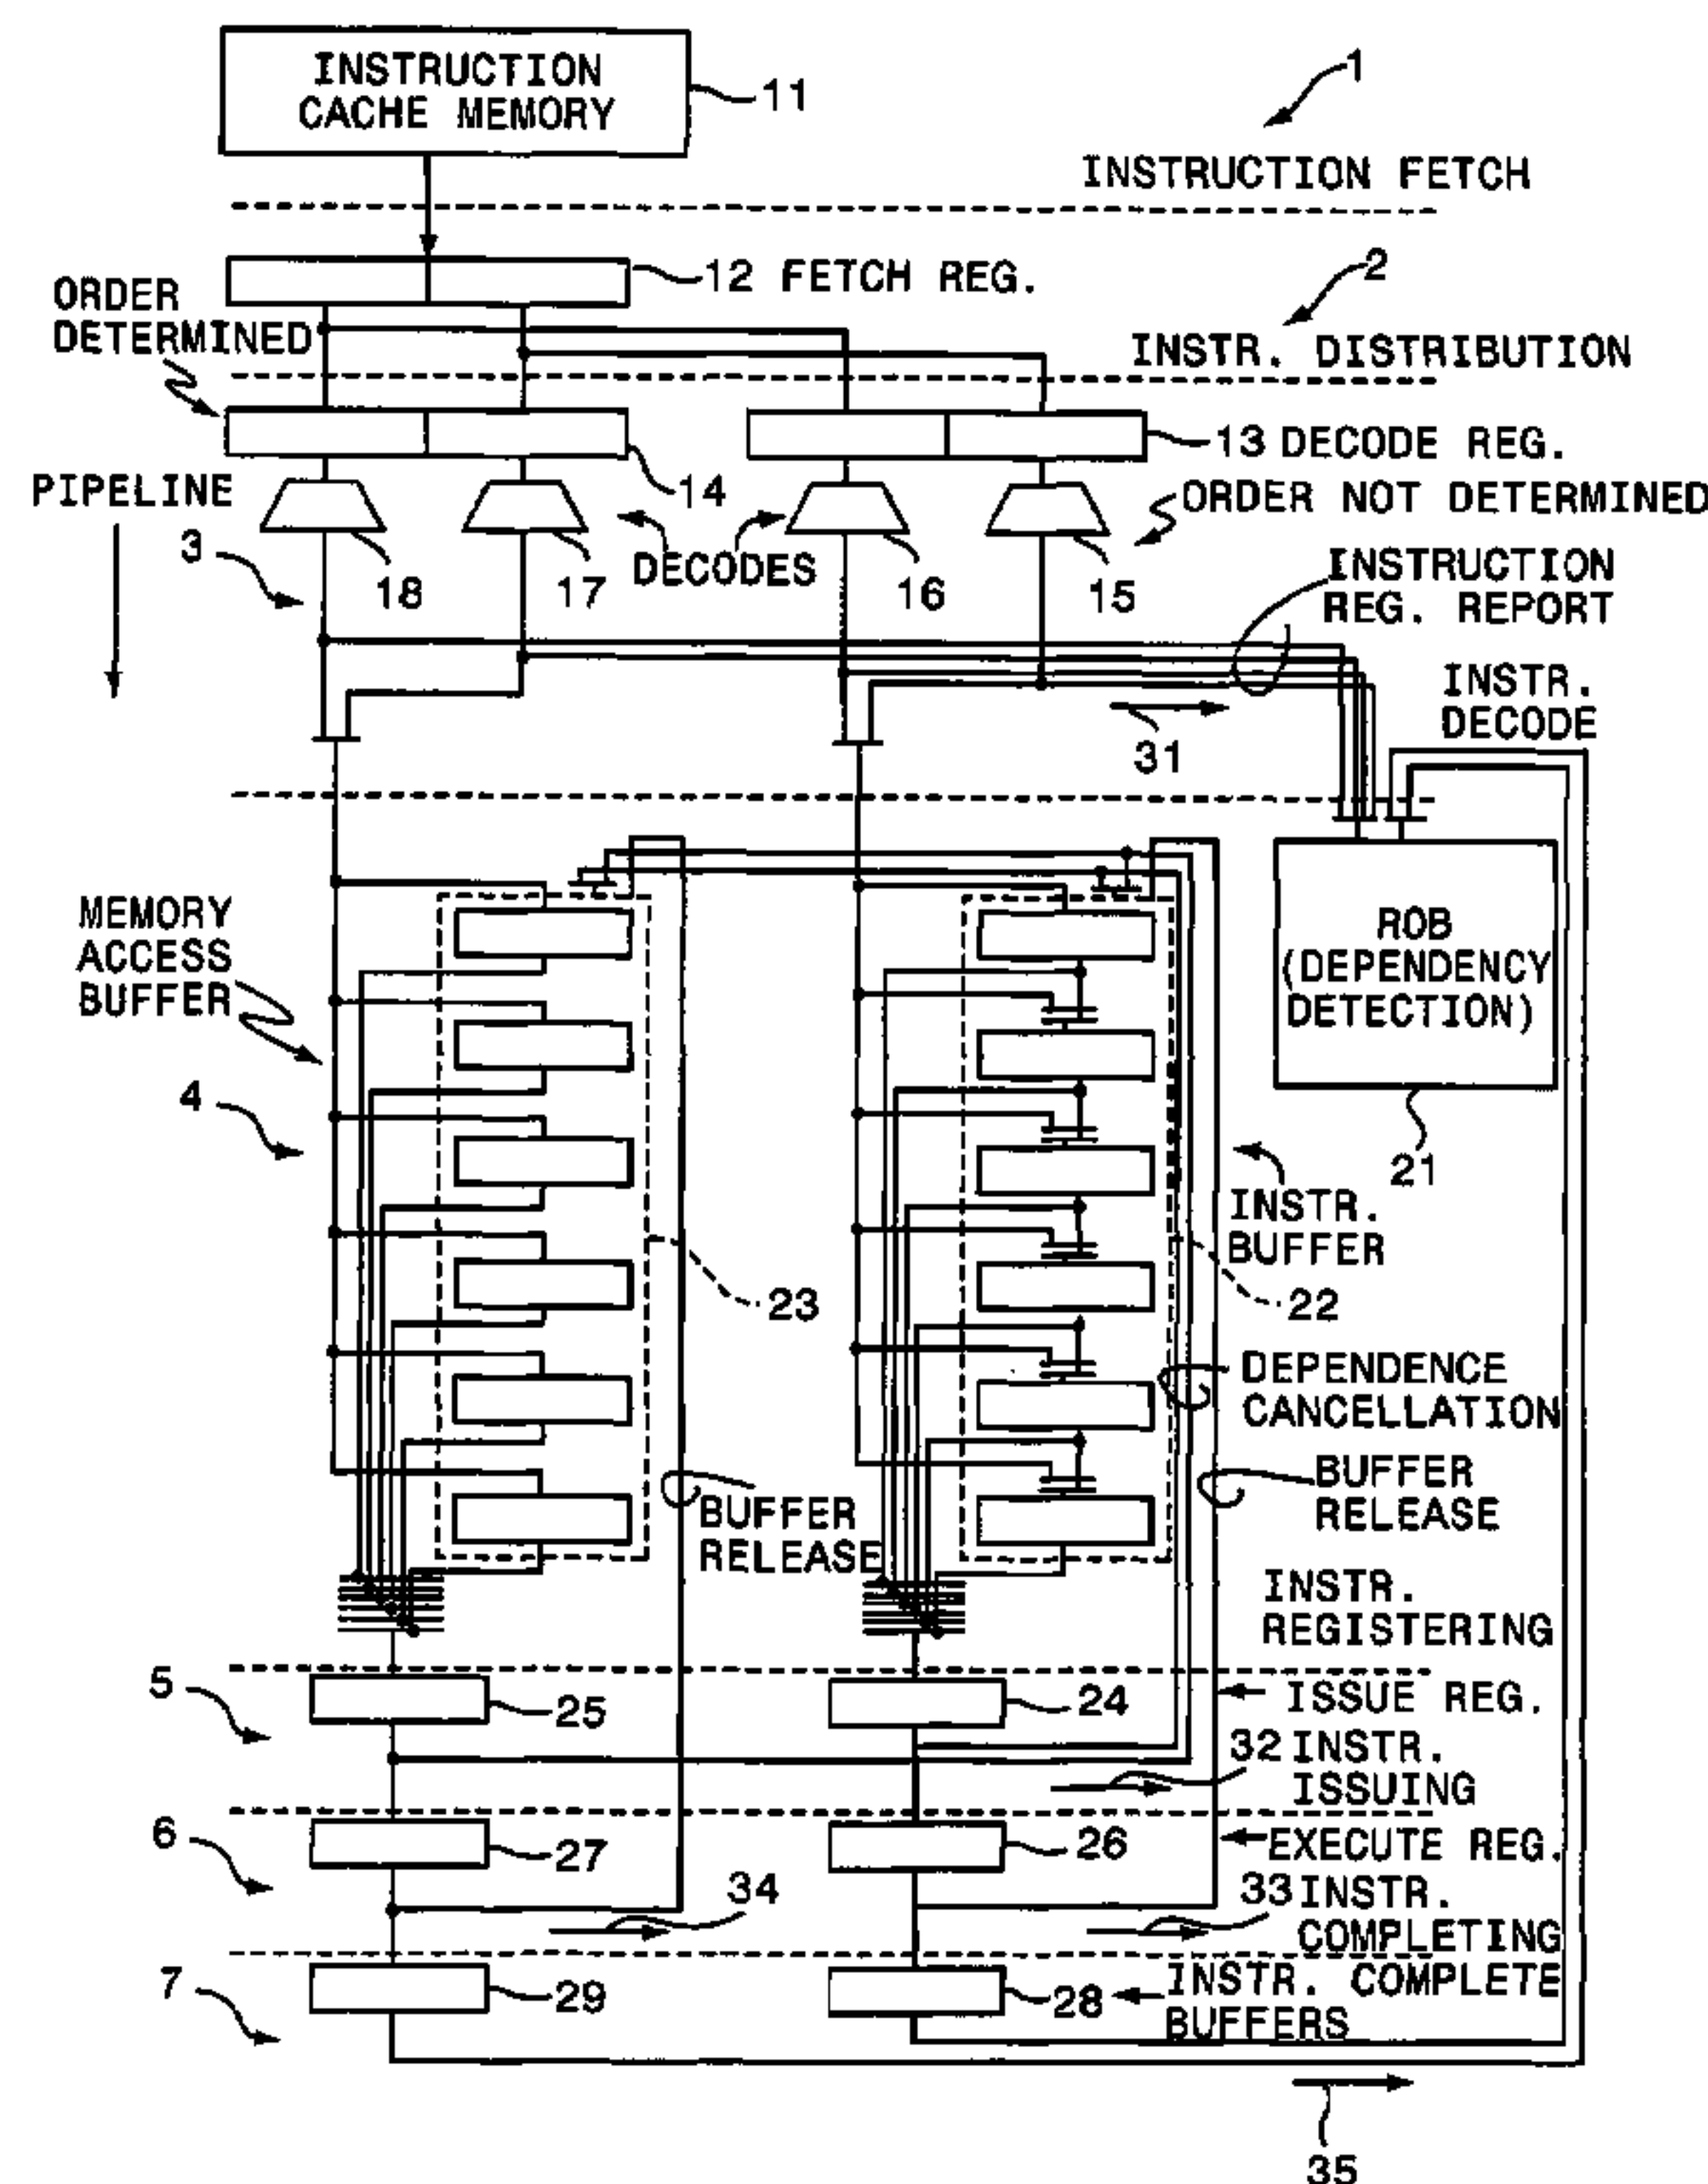 INSTRUCTION
CACHE MEMORY
11
1
INSTRUCTION FETCH
2
12 FETCH REG.
ORDER
DETERMINED
INSTR. DISTRIBUTION
13 DECODE REG.
14
PIPELINE
ORDER NOT DETERMINED
3
18
17
DECODES
16
15
INSTRUCTION
REG. REPORT
INSTR.
DECODE
31
MEMORY
ACCESS
BUFFER
ROB
(DEPENDENCY
DETECTION)
4
21
INSTR.
BUFFER
23
22
DEPENDENCE
CANCELLATION
BUFFER
RELEASE
BUFFER
RELEASE
INSTR.
REGISTERING
5
25
24
ISSUE REG.
32 INSTR.
ISSUING
6
27
26
EXECUTE REG.
34
33 INSTR.
COMPLETING
7
29
28
INSTR. COMPLETE
BUFFERS
35